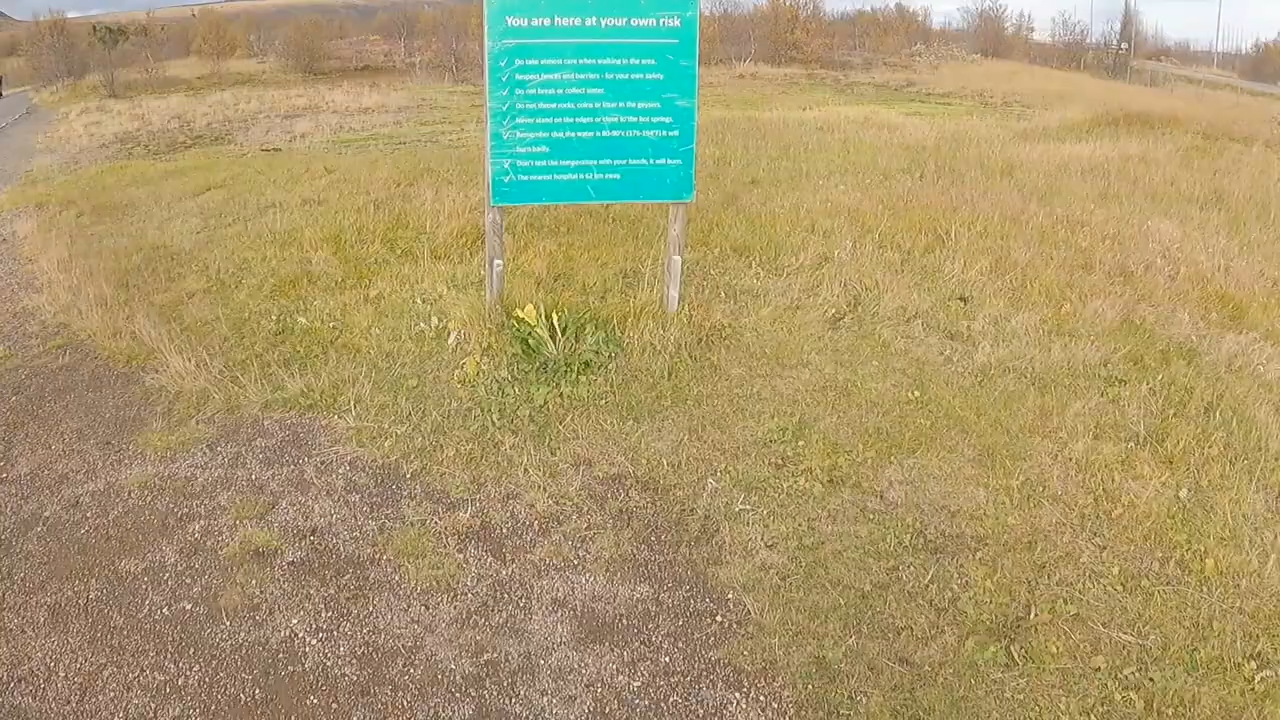 You are here at your own risk
Do take utmost care when walking in the area.
Respect fences and barriers - for your own safety.
Do not break or collect sinter.
Do not throw rocks, coins or litter in the geysers.
Never stand on the edges or close to the hot springs.
Remember that the water is 80-90°c (176-194°F) it will
burn badly.
Don't test the temperature with your hands, it will burn.
The nearest hospital is 62 km away.